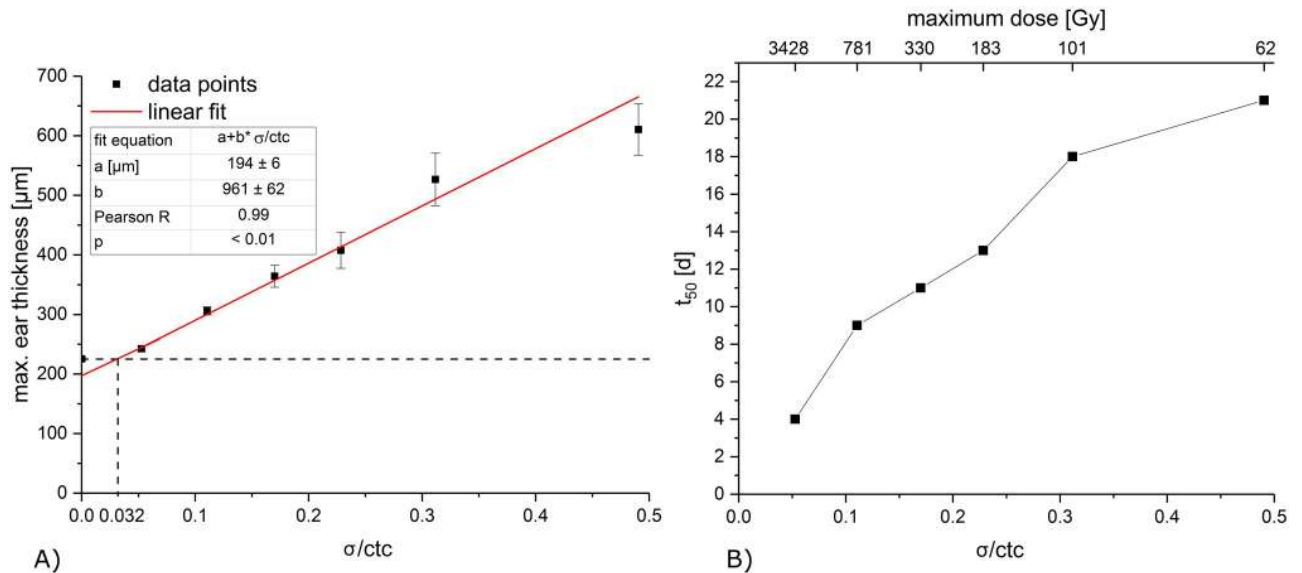 700
600
500
400
300
200
100
0
max. ear thickness [µm]
data points
linear fit
fit equation a+b* σ/ctc
a [µm] 194 ± 6
b 961 ± 62
Pearson R 0.99
p < 0.01
0.0 0.032 0.1 0.2 0.3 0.4 0.5
σ/ctc
A)
maximum dose [Gy]
3428 781 330 183 101 62
22
20
18
16
14
12
10
8
6
4
2
0
t50 [d]
0.0 0.1 0.2 0.3 0.4 0.5
σ/ctc
B)